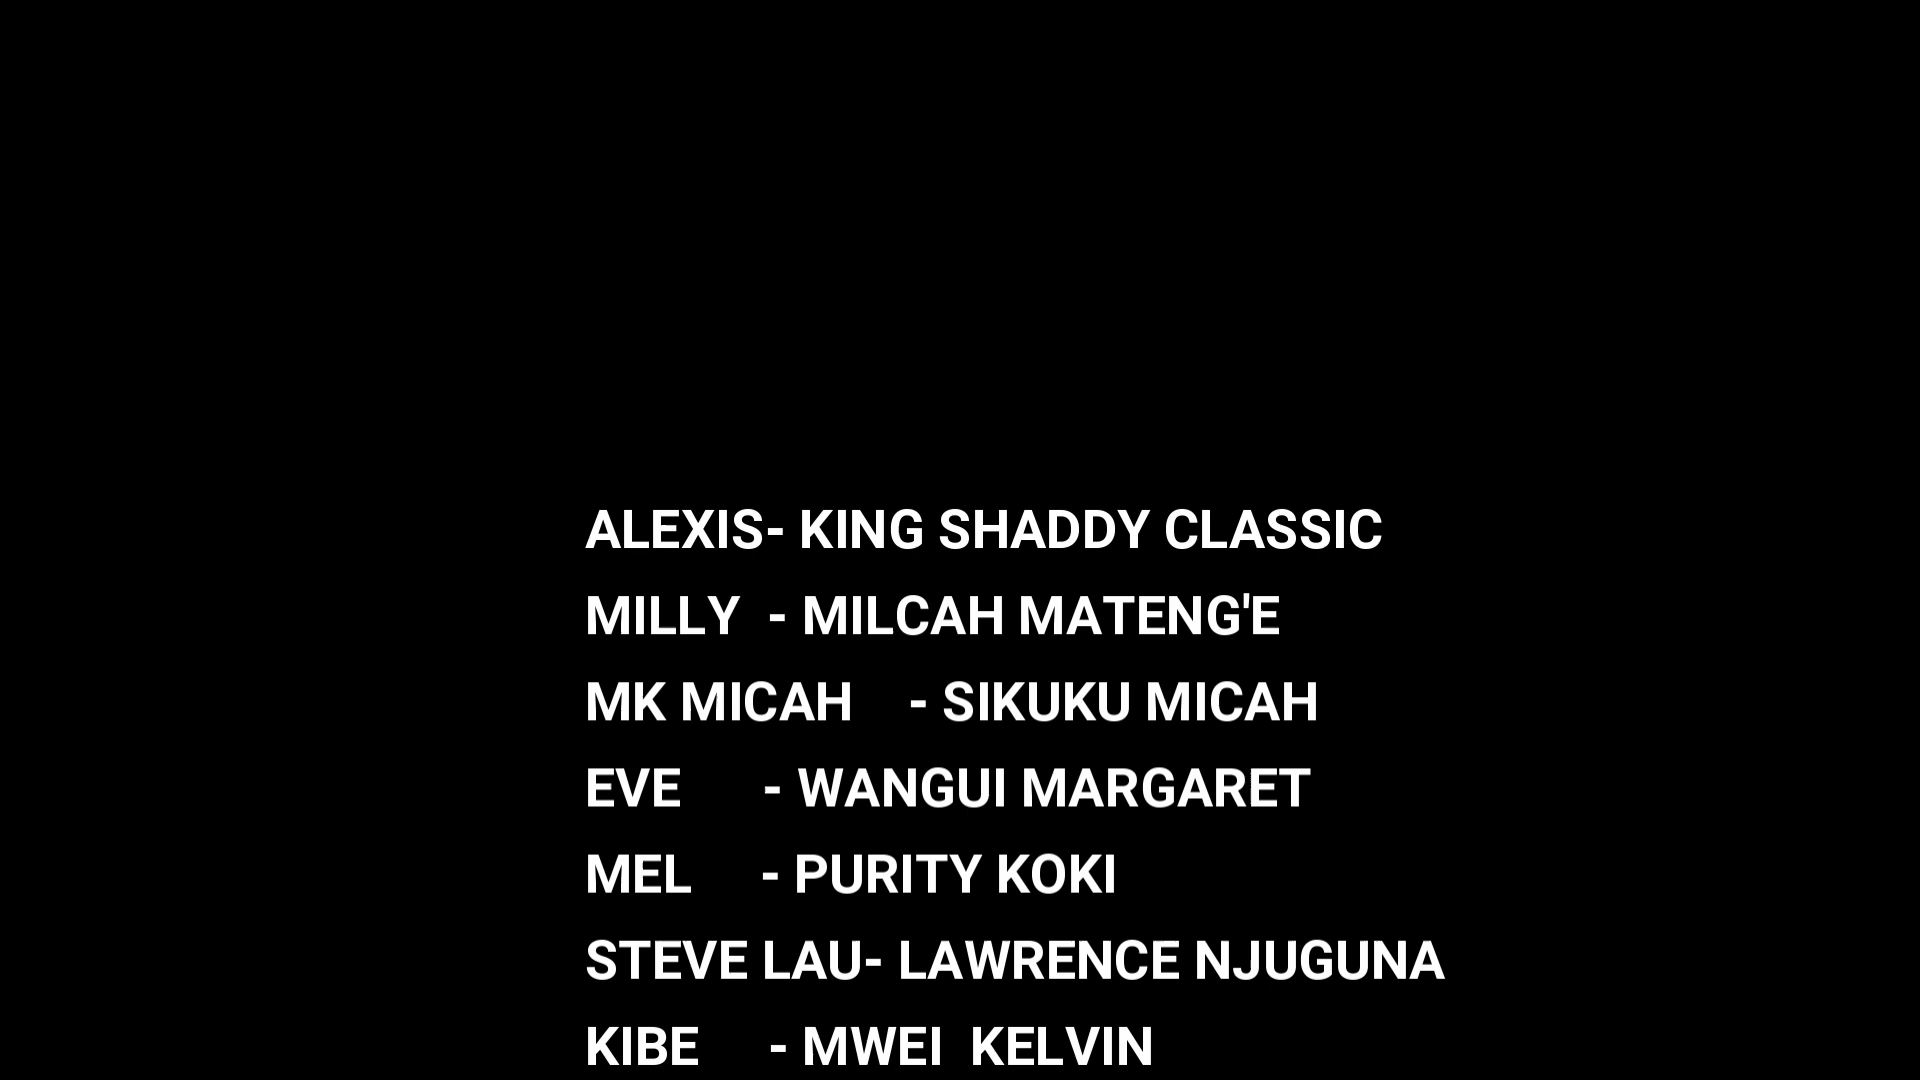 ALEXIS- KING SHADDY CLASSIC
MILLY  - MILCAH MATENG'E
MK MICAH    - SIKUKU MICAH
EVE      - WANGUI MARGARET
MEL     - PURITY KOKI
STEVE LAU- LAWRENCE NJUGUNA
KIBE     - MWEI  KELVIN